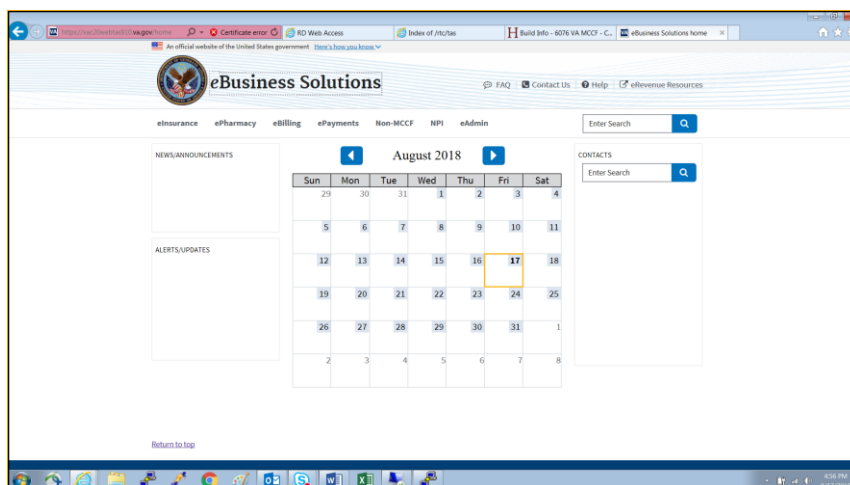 Certificate error
RD Web Access
Index of /rtc/tas
Build Info - 6076 VA MCCF - C...
eBusiness Solutions home
An official website of the United States government Here's how you know
eBusiness Solutions
FAQ Contact Us Help eRevenue Resources
eInsurance ePharmacy eBilling ePayments Non-MCCF NPI eAdmin
Enter Search
NEWS/ANNOUNCEMENTS
ALERTS/UPDATES
August 2018
Sun Mon Tue Wed Thu Fri Sat
29 30 31 1 2 3 4
5 6 7 8 9 10 11
12 13 14 15 16 17 18
19 20 21 22 23 24 25
26 27 28 29 30 31 1
2 3 4 5 6 7 8
CONTACTS
Enter Search
Return to top
4:56 PM